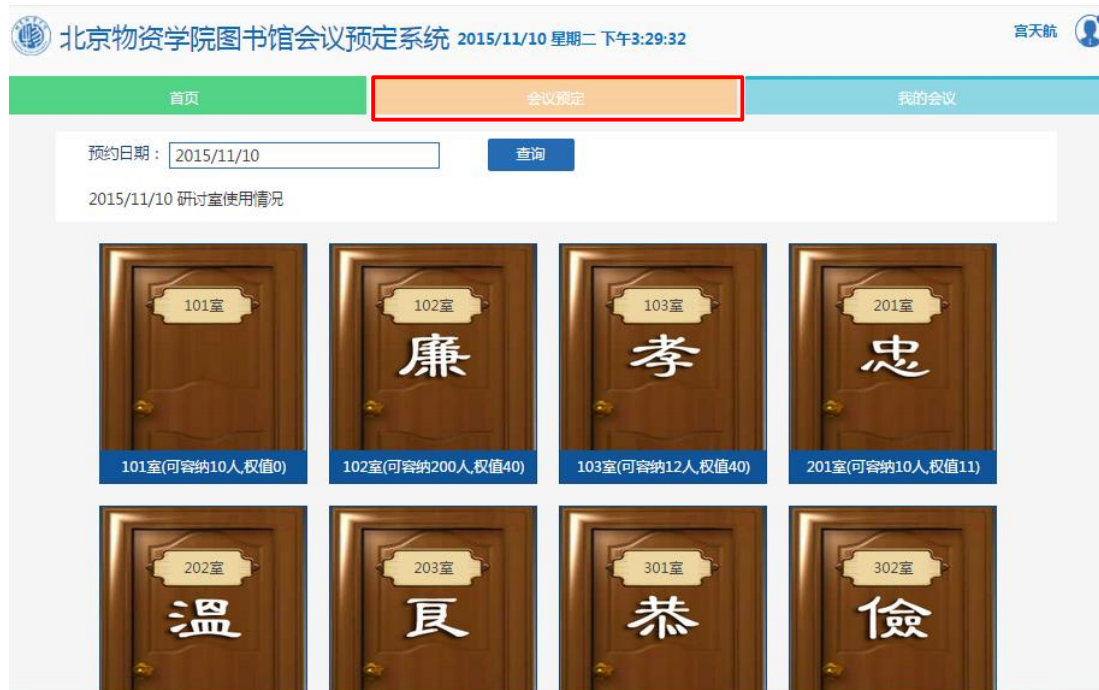 北京物资学院图书馆会议预定系统 2015/11/10 星期二 下午3:29:32
宫天航
首页 会议预定 我的会议
预约日期： 2015/11/10 查询
2015/11/10 研讨室使用情况
101室 102室 103室 201室
廉 孝 忠
101室(可容纳10人,权值0) 102室(可容纳200人,权值40) 103室(可容纳12人,权值40) 201室(可容纳10人,权值11)
202室 203室 301室 302室
溫 良 恭 儉